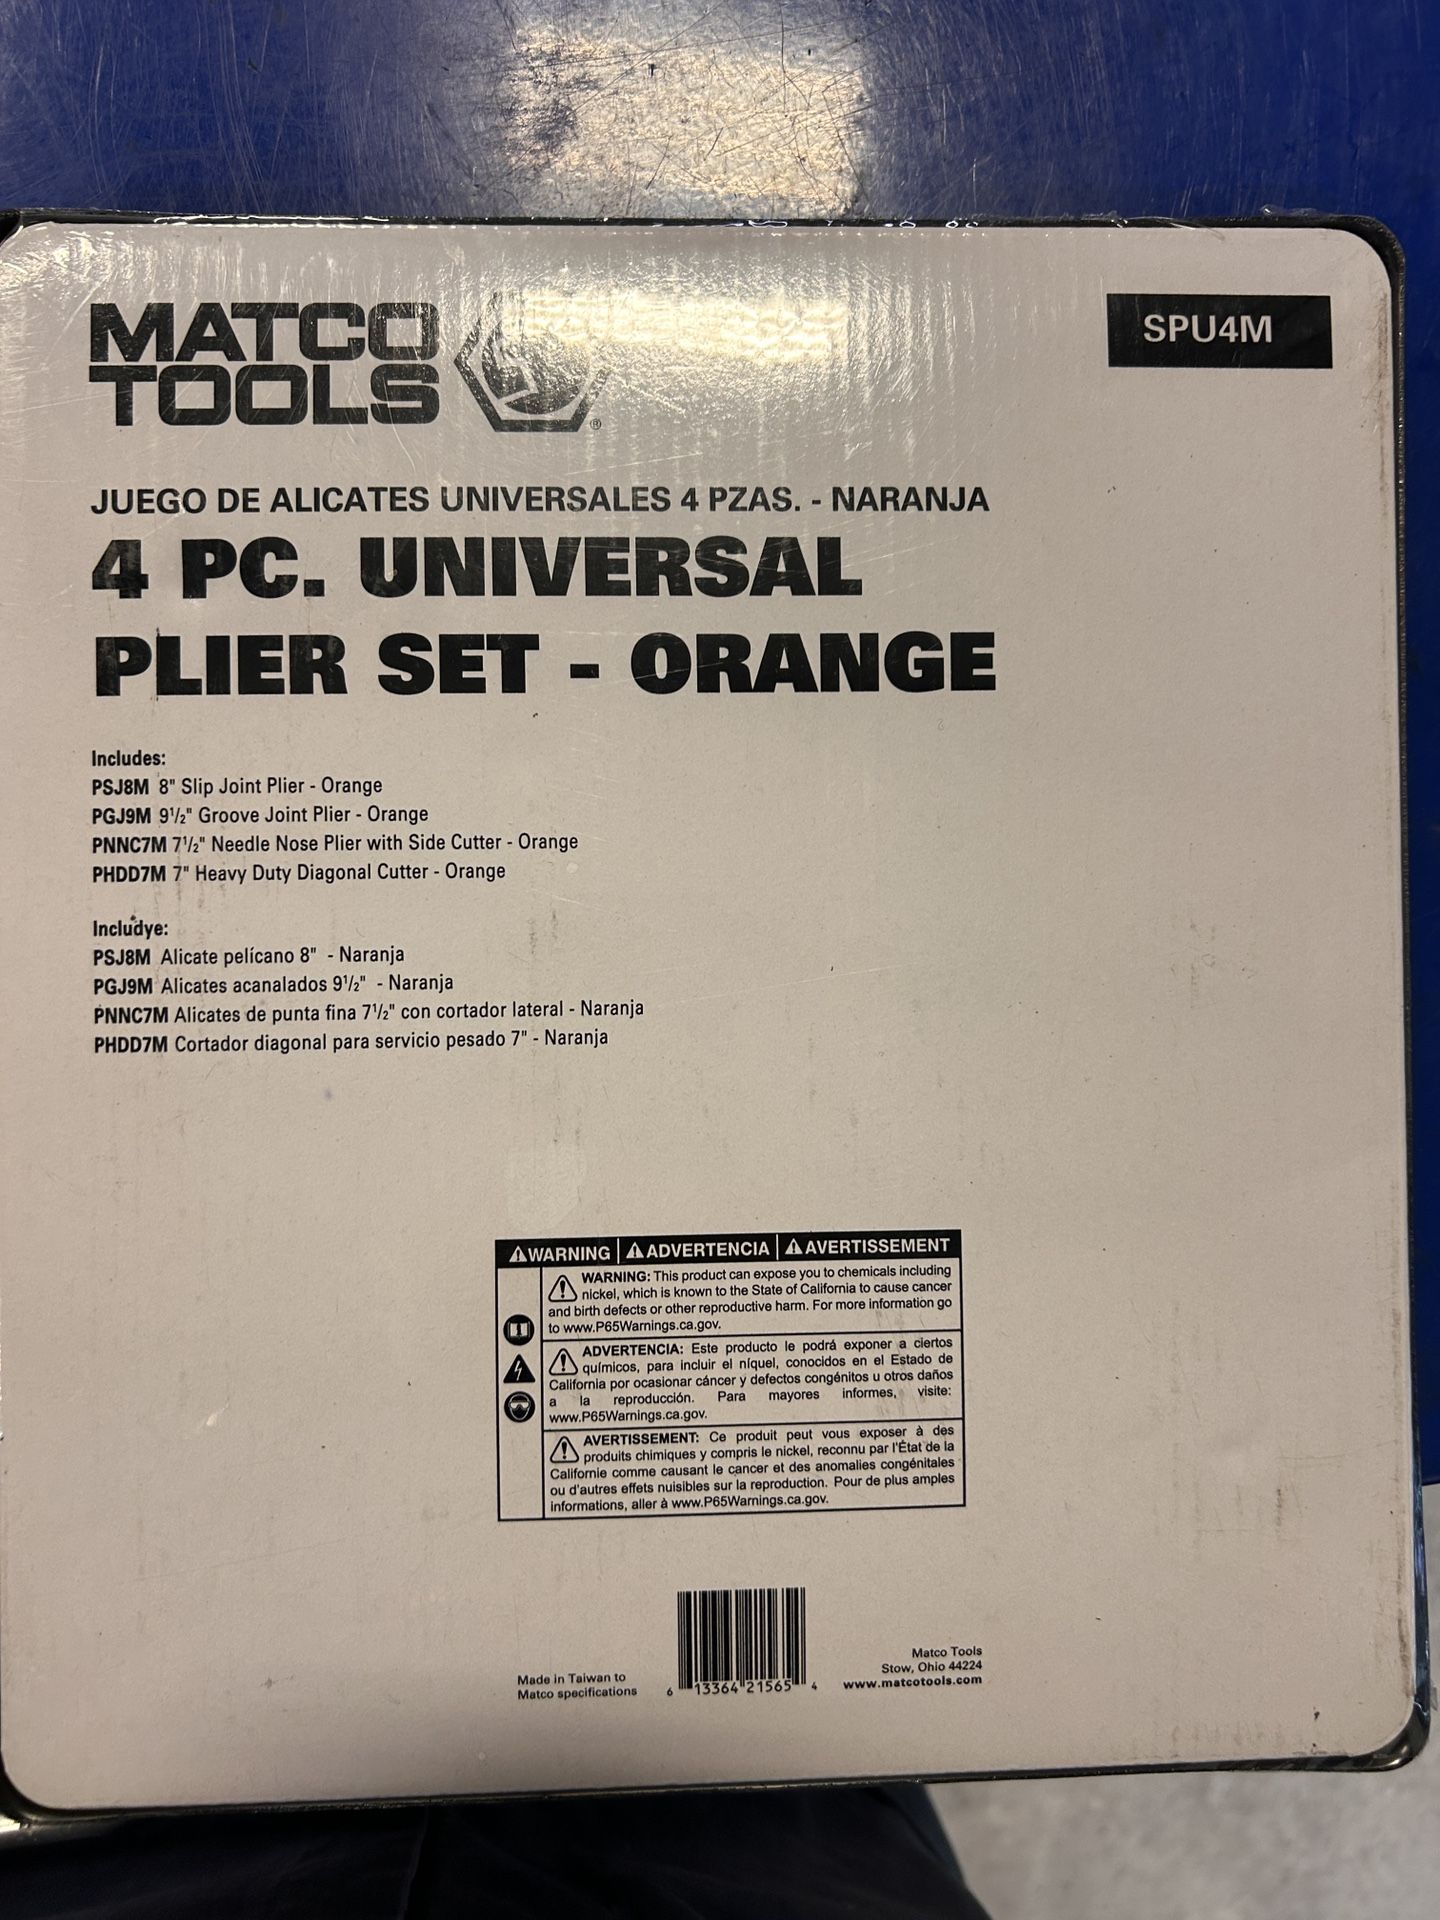 MATCO
TOOLS
®
SPU4M
JUEGO DE ALICATES UNIVERSALES 4 PZAS. - NARANJA
4 PC. UNIVERSAL
PLIER SET - ORANGE
Includes:
PSJ8M 8" Slip Joint Plier - Orange
PGJ9M 9 1/2" Groove Joint Plier - Orange
PNNC7M 7 1/2" Needle Nose Plier with Side Cutter - Orange
PHDD7M 7" Heavy Duty Diagonal Cutter - Orange
Includye:
PSJ8M Alicate pelícano 8" - Naranja
PGJ9M Alicates acanalados 9 1/2" - Naranja
PNNC7M Alicates de punta fina 7 1/2" con cortador lateral - Naranja
PHDD7M Cortador diagonal para servicio pesado 7" - Naranja
WARNING ADVERTENCIA AVERTISSEMENT
WARNING: This product can expose you to chemicals including
nickel, which is known to the State of California to cause cancer
and birth defects or other reproductive harm. For more information go
to www.P65Warnings.ca.gov.
ADVERTENCIA: Este producto le podrá exponer a ciertos
químicos, para incluir el níquel, conocidos en el Estado de
California por ocasionar cáncer y defectos congénitos u otros daños
a la reproducción. Para mayores informes, visite:
www.P65Warnings.ca.gov.
AVERTISSEMENT: Ce produit peut vous exposer à des
produits chimiques y compris le nickel, reconnu par l'État de la
Californie comme causant le cancer et des anomalies congénitales
ou d'autres effets nuisibles sur la reproduction. Pour de plus amples
informations, aller à www.P65Warnings.ca.gov.
Made in Taiwan to
Matco specifications
6 13364 21565 4
Matco Tools
Stow, Ohio 44224
www.matcotools.com